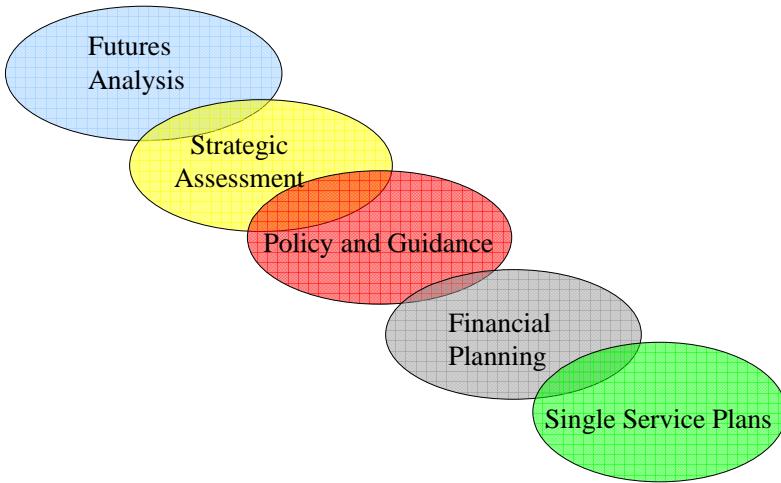 Futures
Analysis
Strategic
Assessment
Policy and Guidance
Financial
Planning
Single Service Plans